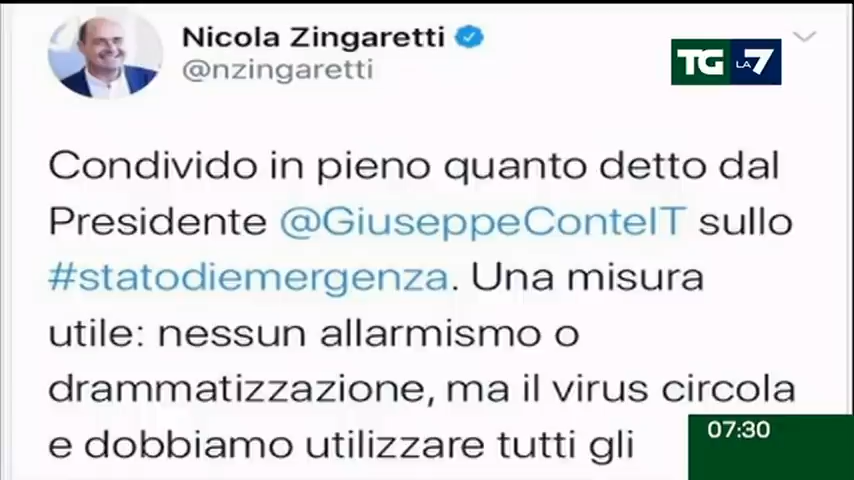 Nicola Zingaretti
@nzingaretti
TG LA7
Condivido in pieno quanto detto dal
Presidente @GiuseppeConteIT sullo
#statodiemergenza. Una misura
utile: nessun allarmismo o
drammatizzazione, ma il virus circola
e dobbiamo utilizzare tutti gli
07:30